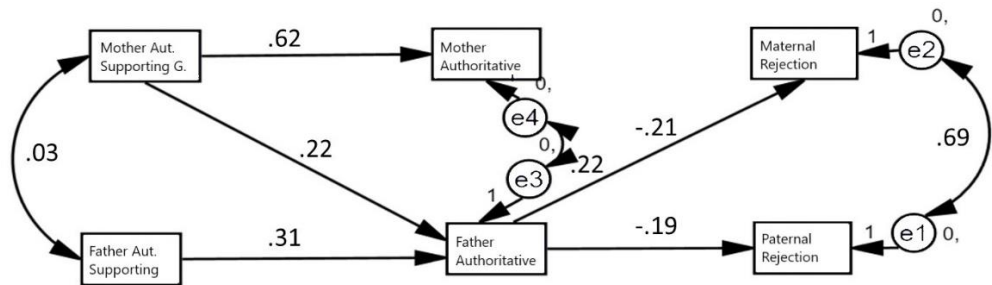 Mother Aut.
Supporting G.
.62
Mother
Authoritative
0,
Maternal
Rejection
1
0,
e2
e4
.03
.22
0,
-.21
.69
.22
e3
1
Father Aut.
Supporting
.31
Father
Authoritative
-.19
Paternal
Rejection
1
e1
0,